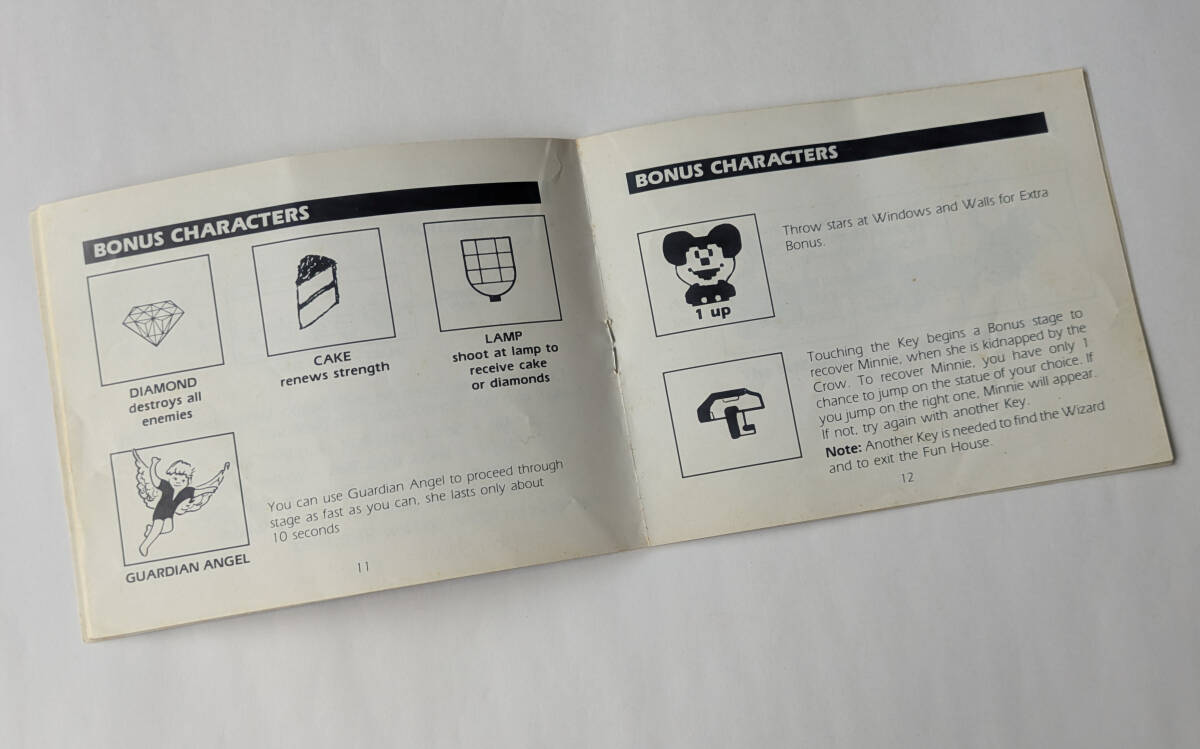 BONUS CHARACTERS
DIAMOND
destroys all
enemies
CAKE
renews strength
LAMP
shoot at lamp to
receive cake
or diamonds
GUARDIAN ANGEL
You can use Guardian Angel to proceed through
stage as fast as you can, she lasts only about
10 seconds
11
BONUS CHARACTERS
1 up
Throw stars at Windows and Walls for Extra
Bonus.
Touching the Key begins a Bonus stage to
recover Minnie, when she is kidnapped by the
Crow. To recover Minnie, you have only 1
chance to jump on the statue of your choice. If
you jump on the right one, Minnie will appear.
If not, try again with another Key.
Note: Another Key is needed to find the Wizard
and to exit the Fun House.
12